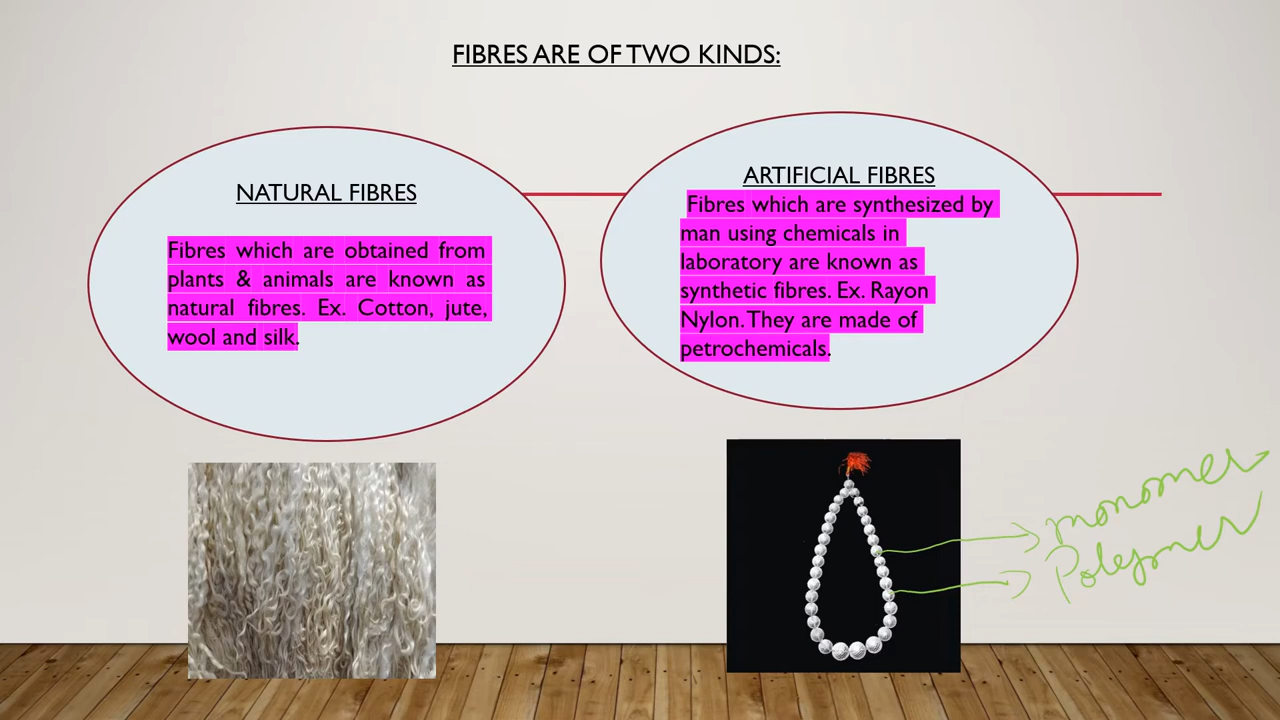 FIBRES ARE OF TWO KINDS:
NATURAL FIBRES
Fibres which are obtained from
plants & animals are known as
natural fibres. Ex. Cotton, jute,
wool and silk.
ARTIFICIAL FIBRES
Fibres which are synthesized by
man using chemicals in
laboratory are known as
synthetic fibres. Ex. Rayon
Nylon. They are made of
petrochemicals.
monomer
Polymer